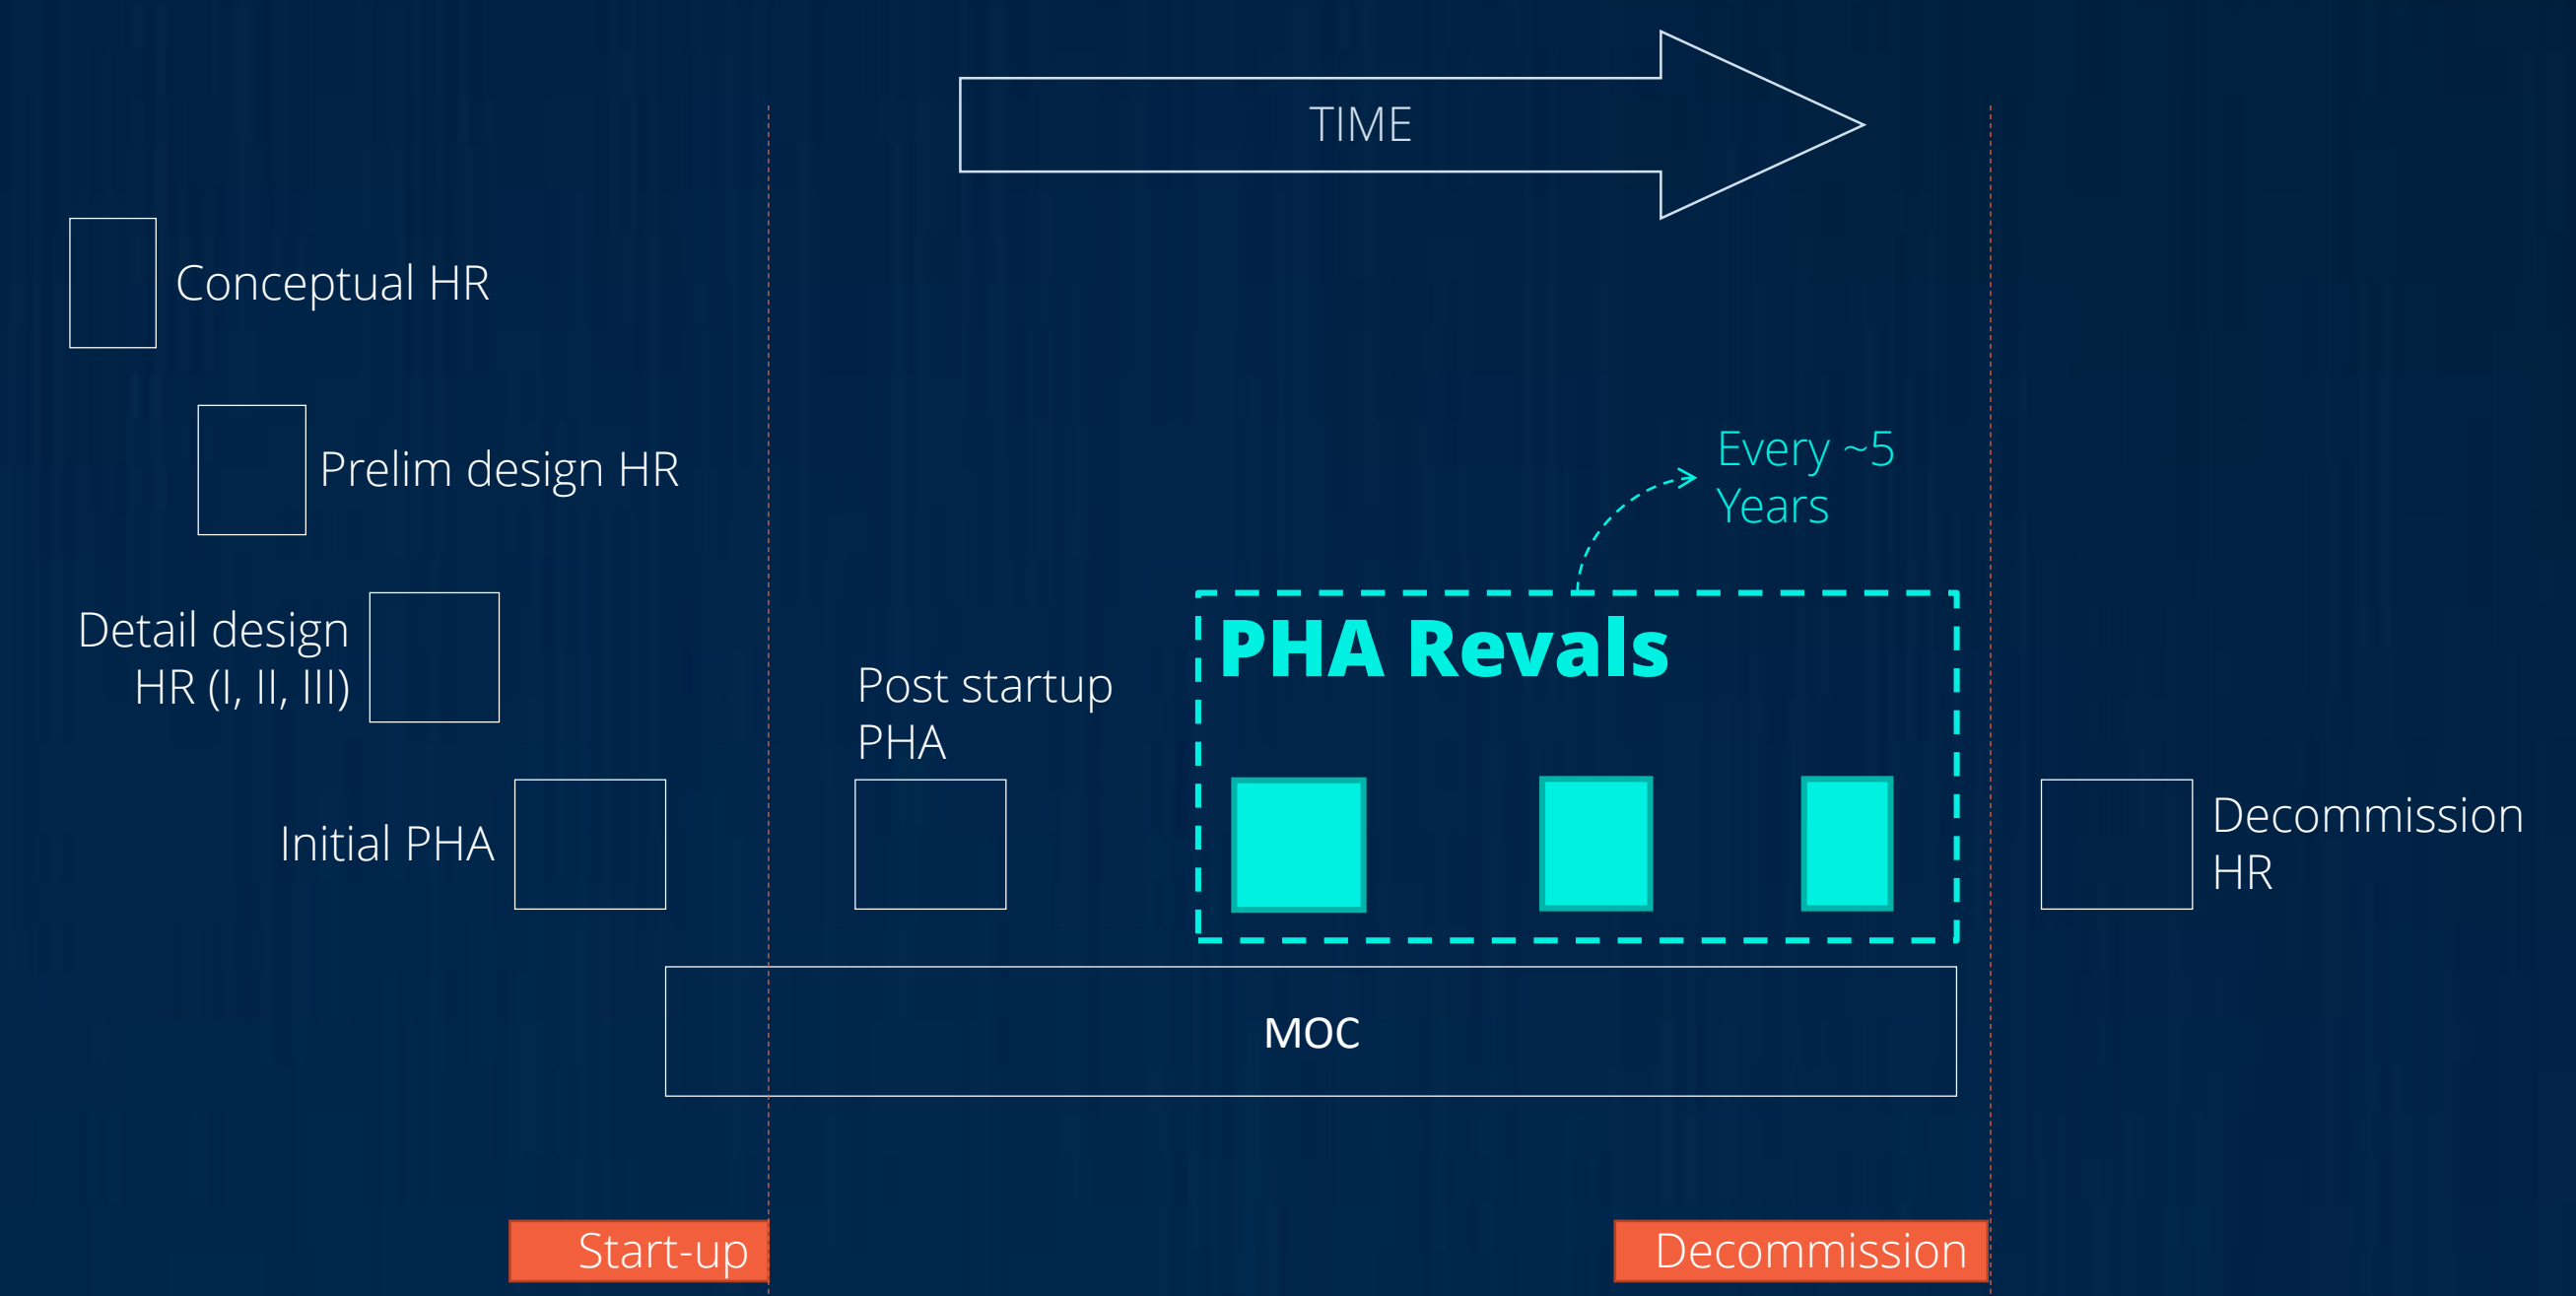 TIME
Conceptual HR
Prelim design HR
Every ~5
Years
Detail design
HR (I, II, III)
PHA Revals
Post startup
PHA
Initial PHA
Decommission
HR
MOC
Start-up
Decommission